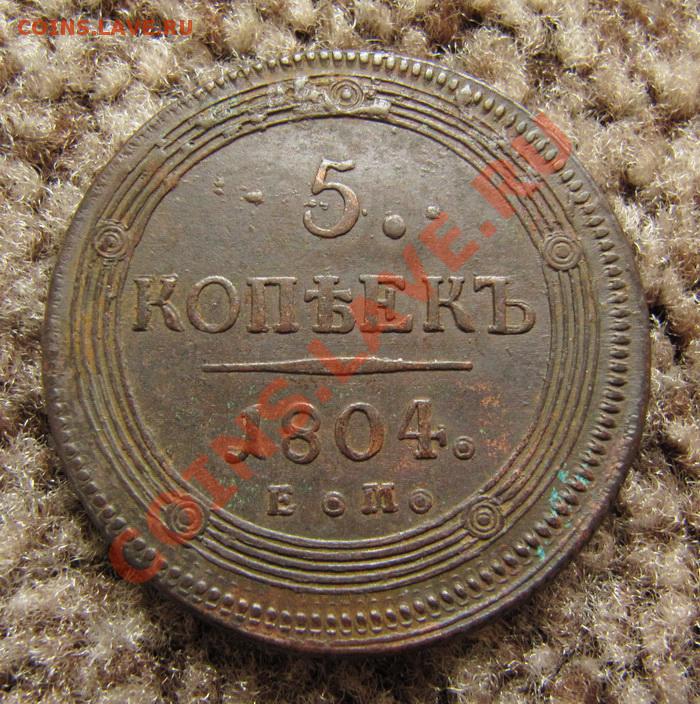 COINS.LAVE.RU
5.
КОПѢЕКЪ
1804.
Е.М.
COINS.LAVE.RU